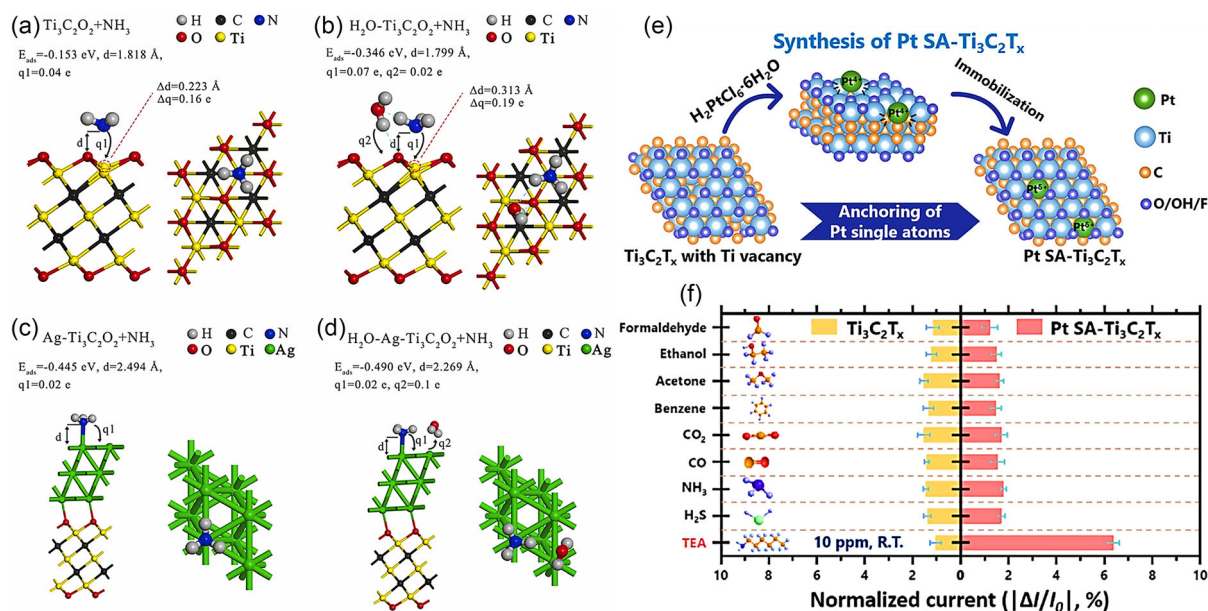 (a) Ti₃C₂O₂+NH₃
H C N
O Ti
Eads=-0.153 eV, d=1.818 Å,
q1=0.04 e
Δd=0.223 Å
Δq=0.16 e
d q1
(b) H₂O-Ti₃C₂O₂+NH₃
H C N
O Ti
Eads=-0.346 eV, d=1.799 Å,
q1=0.07 e, q2= 0.02 e
Δd=0.313 Å
Δq=0.19 e
q2 d q1
(c) Ag-Ti₃C₂O₂+NH₃
H C N
O Ti Ag
Eads=-0.445 eV, d=2.494 Å,
q1=0.02 e
d q1
(d) H₂O-Ag-Ti₃C₂O₂+NH₃
H C N
O Ti Ag
Eads=-0.490 eV, d=2.269 Å,
q1=0.02 e, q2=0.1 e
d q1 q2
(e)
Synthesis of Pt SA-Ti₃C₂Tₓ
H₂PtCl₆·6H₂O
Pt⁴⁺
Pt⁴⁺
Immobilization
Pt
Ti
C
O/OH/F
Anchoring of
Pt single atoms
Ptᵟ⁺
Ptᵟ⁺
Ti₃C₂Tₓ with Ti vacancy
Pt SA-Ti₃C₂Tₓ
(f)
Ti₃C₂Tₓ Pt SA-Ti₃C₂Tₓ
Formaldehyde
Ethanol
Acetone
Benzene
CO₂
CO
NH₃
H₂S
TEA 10 ppm, R.T.
10 8 6 4 2 0 2 4 6 8 10
Normalized current (|ΔI/I₀|, %)